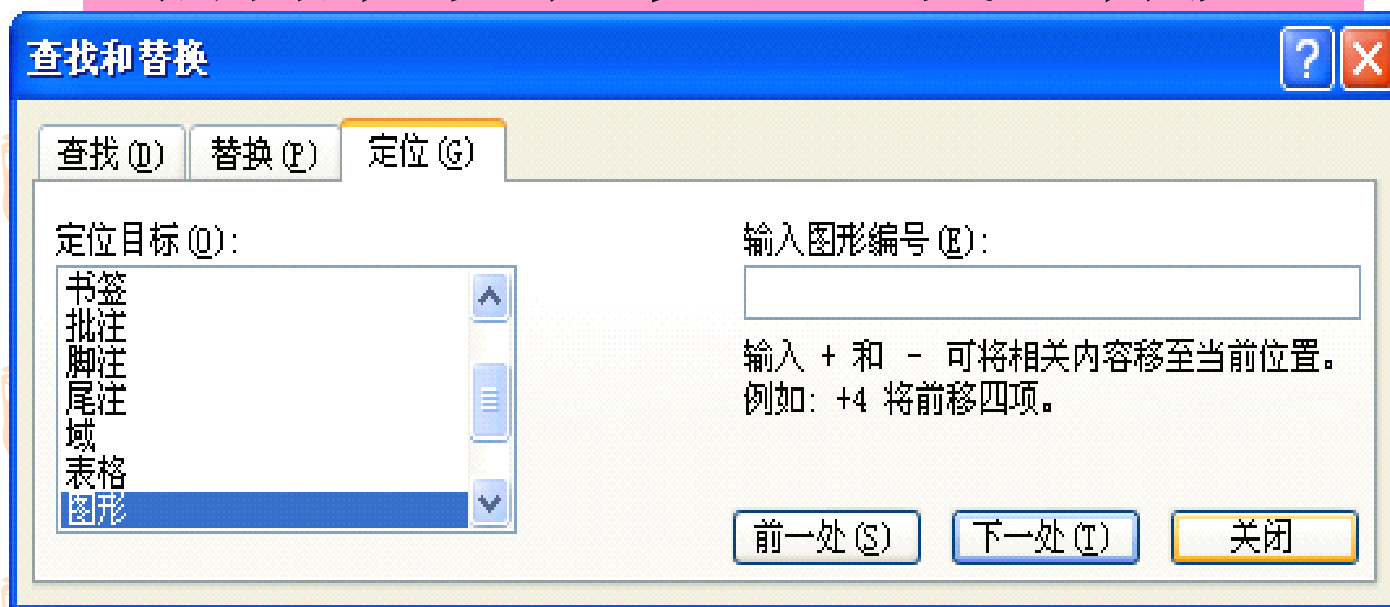 查找和替换
查找(D) 替换(P) 定位(G)
定位目标(O):
书签
批注
脚注
尾注
域
表格
图形
输入图形编号(E):
输入 + 和 - 可将相关内容移至当前位置。
例如: +4 将前移四项。
前一处(S) 下一处(T) 关闭